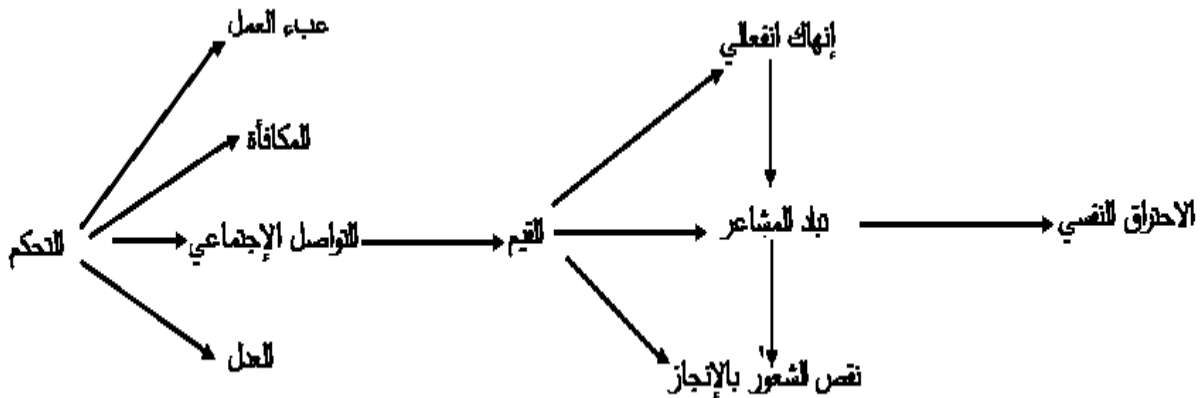 عبء العمل
إنهاك انفعالي
المكافأة
التحكم
التواصل الإجتماعي
القيم
تبلد المشاعر
الاحتراق النفسي
العدل
نقص الشعور بالإنجاز